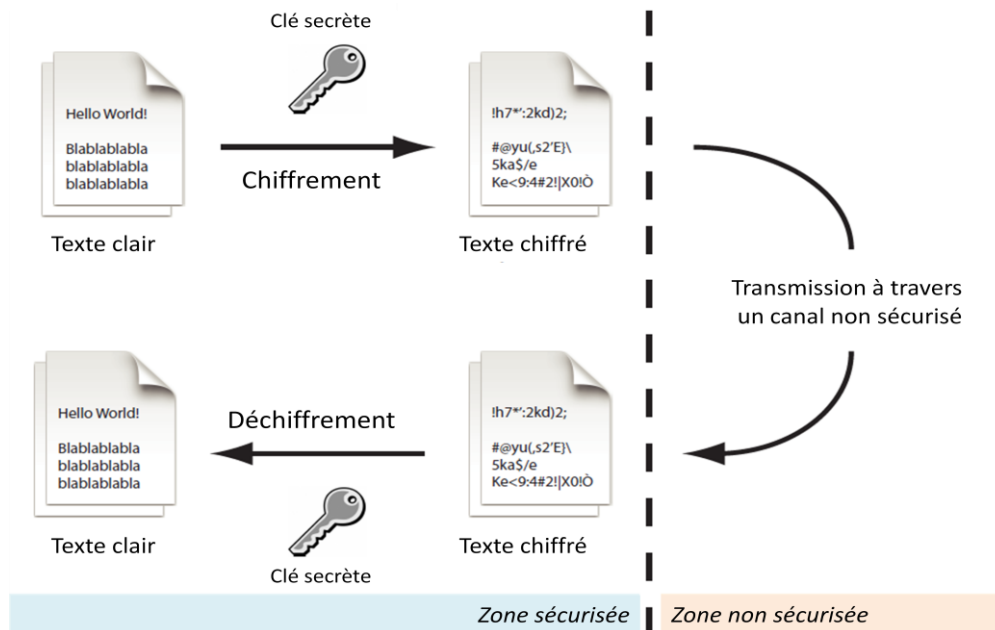 Clé secrète
Hello World!
Blablablabla
blablablabla
blablablabla
Texte clair
Chiffrement
!h7*':2kd)2;
#@yu(,s2'E}\
5ka$/e
Ke<9:4#2!|X0!Ò
Texte chiffré
Transmission à travers
un canal non sécurisé
Hello World!
Blablablabla
blablablabla
blablablabla
Texte clair
Déchiffrement
Clé secrète
!h7*':2kd)2;
#@yu(,s2'E}\
5ka$/e
Ke<9:4#2!|X0!Ò
Texte chiffré
Zone sécurisée
Zone non sécurisée